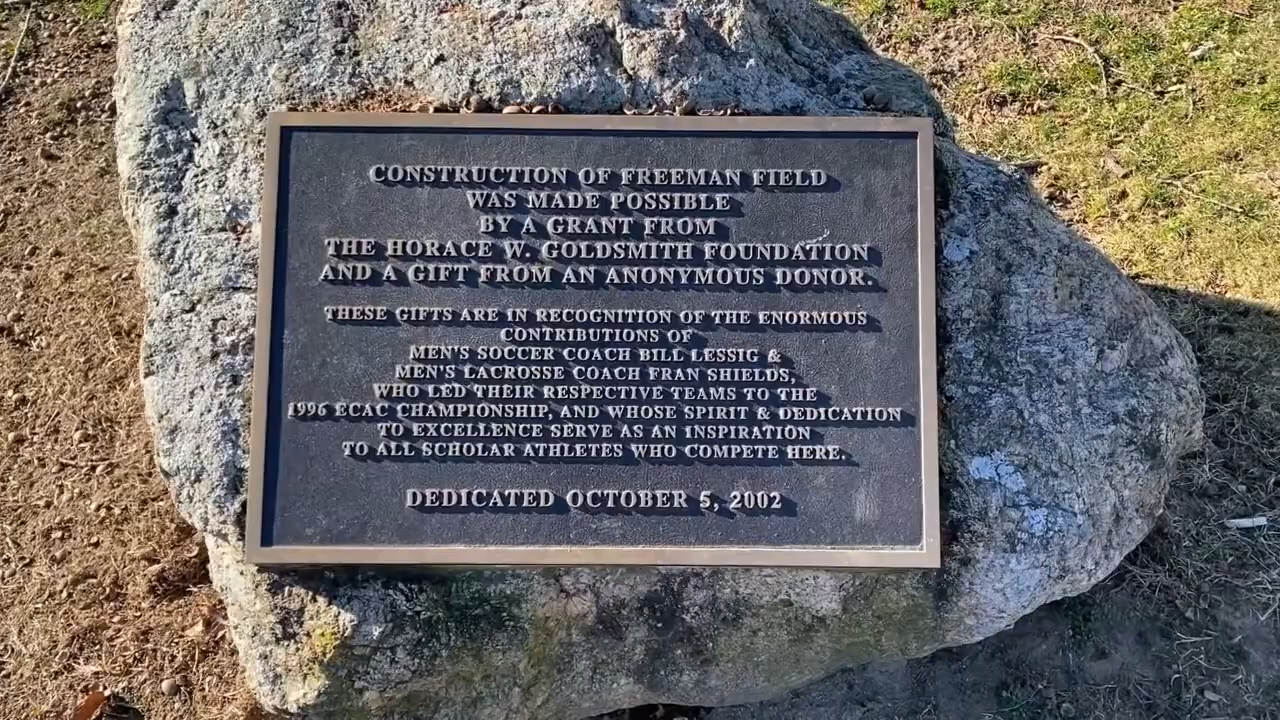 CONSTRUCTION OF FREEMAN FIELD
WAS MADE POSSIBLE
BY A GRANT FROM
THE HORACE W. GOLDSMITH FOUNDATION
AND A GIFT FROM AN ANONYMOUS DONOR.
THESE GIFTS ARE IN RECOGNITION OF THE ENORMOUS
CONTRIBUTIONS OF
MEN'S SOCCER COACH BILL LESSIG &
MEN'S LACROSSE COACH FRAN SHIELDS,
WHO LED THEIR RESPECTIVE TEAMS TO THE
1996 ECAC CHAMPIONSHIP, AND WHOSE SPIRIT & DEDICATION
TO EXCELLENCE SERVE AS AN INSPIRATION
TO ALL SCHOLAR ATHLETES WHO COMPETE HERE.
DEDICATED OCTOBER 5, 2002